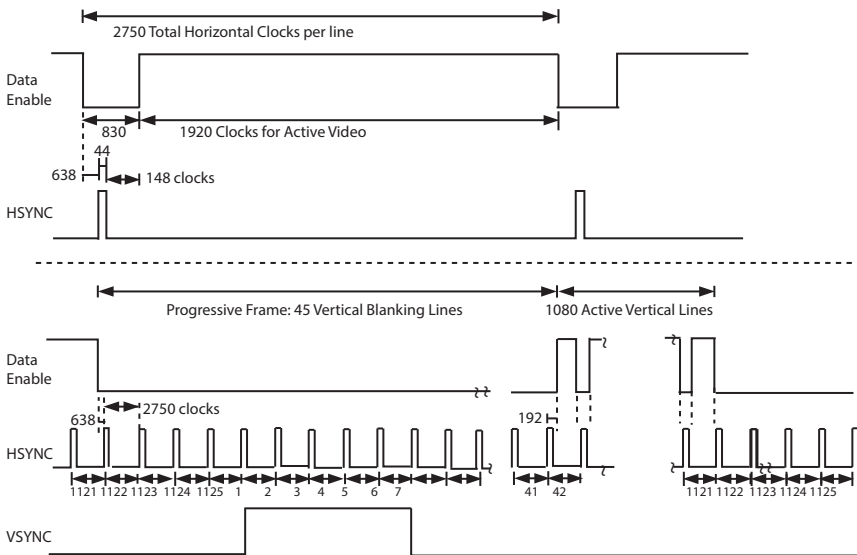 2750 Total Horizontal Clocks per line
Data
Enable
830
1920 Clocks for Active Video
44
638
148 clocks
HSYNC
Progressive Frame: 45 Vertical Blanking Lines
1080 Active Vertical Lines
Data
Enable
638
2750 clocks
192
HSYNC
1121 1122 1123 1124 1125 1 2 3 4 5 6 7 41 42 1121 1122 1123 1124 1125
VSYNC